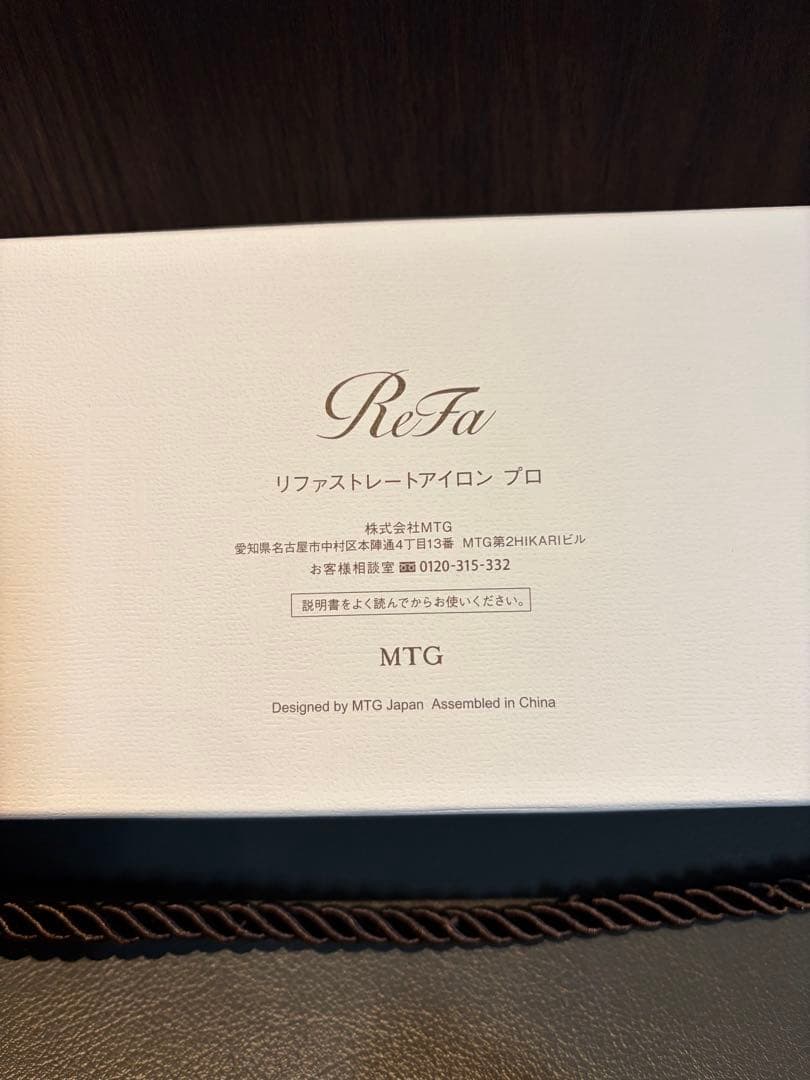 ReFa
リファストレートアイロン プロ
株式会社MTG
愛知県名古屋市中村区本陣通4丁目13番 MTG第2HIKARIビル
お客様相談室 0120-315-332
説明書をよく読んでからお使いください。
MTG
Designed by MTG Japan Assembled in China